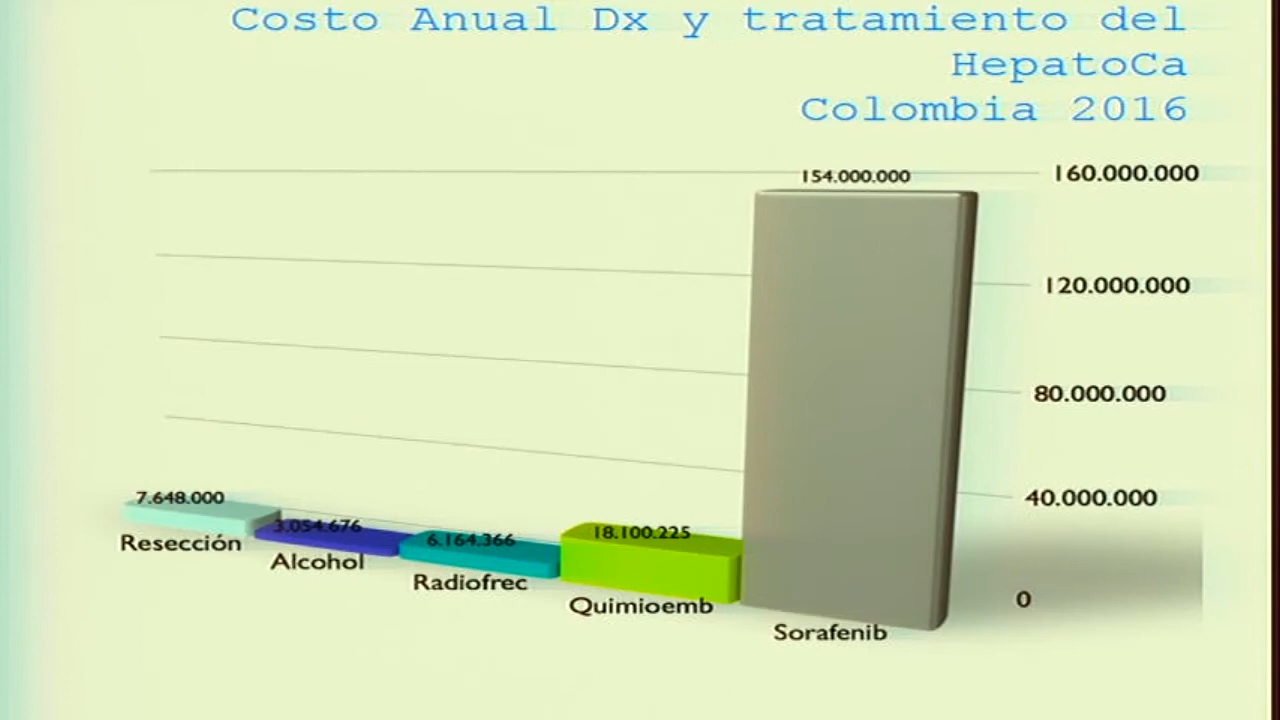 Costo Anual Dx y tratamiento del
HepatoCa
Colombia 2016
154.000.000
160.000.000
120.000.000
80.000.000
40.000.000
0
7.648.000
3.054.676
6.164.366
18.100.225
Resección
Alcohol
Radiofrec
Quimioemb
Sorafenib